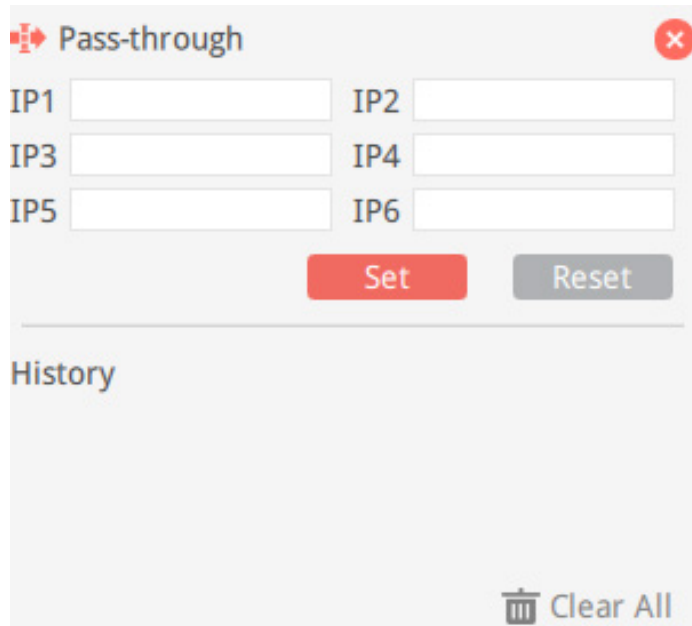 Pass-through
IP1 IP2
IP3 IP4
IP5 IP6
Set Reset
History
Clear All